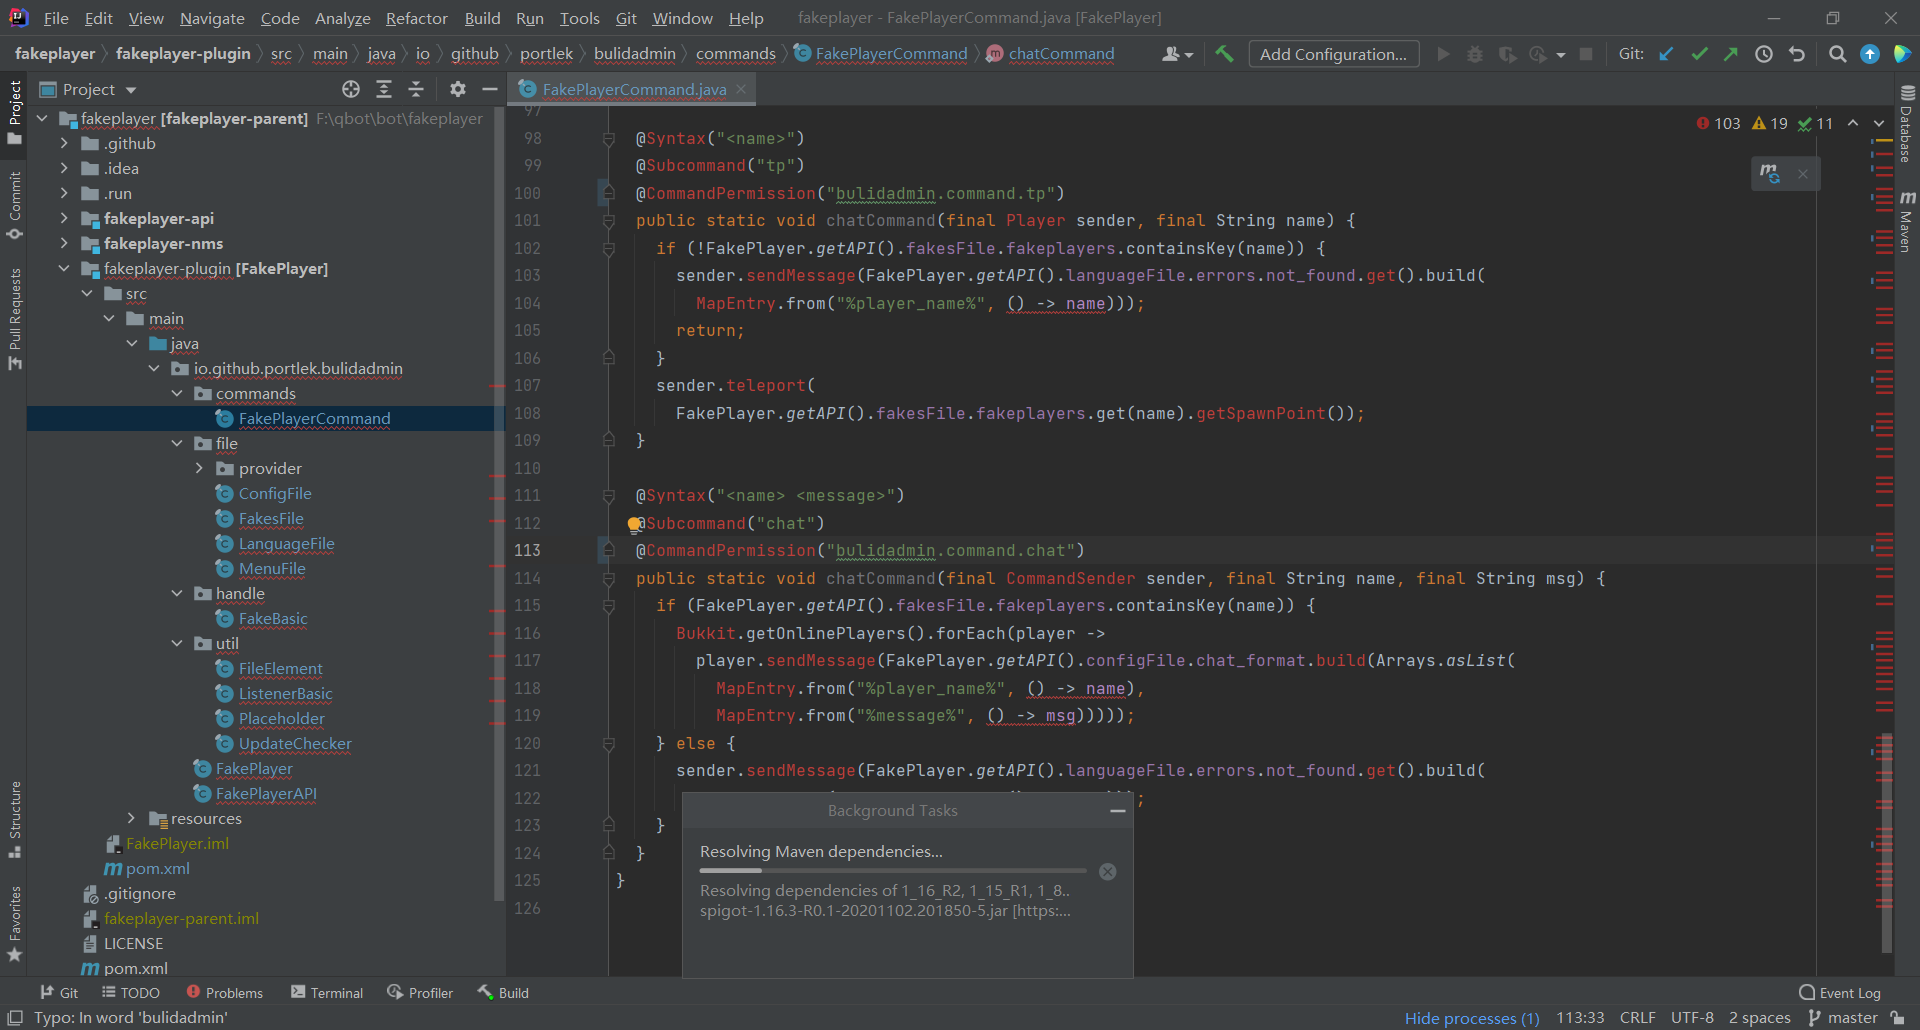 File Edit View Navigate Code Analyze Refactor Build Run Tools Git Window Help fakeplayer - FakePlayerCommand.java [FakePlayer]
fakeplayer fakeplayer-plugin src main java io github portlek bulidadmin commands FakePlayerCommand chatCommand Add Configuration... Git:
Project
FakePlayerCommand.java
Project
Commit
Pull Requests
Structure
Favorites
fakeplayer [fakeplayer-parent] F:\qbot\bot\fakeplayer
.github
.idea
.run
fakeplayer-api
fakeplayer-nms
fakeplayer-plugin [FakePlayer]
src
main
java
io.github.portlek.bulidadmin
commands
FakePlayerCommand
file
provider
ConfigFile
FakesFile
LanguageFile
MenuFile
handle
FakeBasic
util
FileElement
ListenerBasic
Placeholder
UpdateChecker
FakePlayer
FakePlayerAPI
resources
FakePlayer.iml
pom.xml
.gitignore
fakeplayer-parent.iml
LICENSE
pom.xml
103 19 11
97
98 @Syntax("<name>")
99 @Subcommand("tp")
100 @CommandPermission("bulidadmin.command.tp")
101 public static void chatCommand(final Player sender, final String name) {
102 if (!FakePlayer.getAPI().fakesFile.fakeplayers.containsKey(name)) {
103 sender.sendMessage(FakePlayer.getAPI().languageFile.errors.not_found.get().build(
104 MapEntry.from("%player_name%", () -> name)));
105 return;
106 }
107 sender.teleport(
108 FakePlayer.getAPI().fakesFile.fakeplayers.get(name).getSpawnPoint());
109 }
110
111 @Syntax("<name> <message>")
112 @Subcommand("chat")
113 @CommandPermission("bulidadmin.command.chat")
114 public static void chatCommand(final CommandSender sender, final String name, final String msg) {
115 if (FakePlayer.getAPI().fakesFile.fakeplayers.containsKey(name)) {
116 Bukkit.getOnlinePlayers().forEach(player ->
117 player.sendMessage(FakePlayer.getAPI().configFile.chat_format.build(Arrays.asList(
118 MapEntry.from("%player_name%", () -> name),
119 MapEntry.from("%message%", () -> msg)))));
120 } else {
121 sender.sendMessage(FakePlayer.getAPI().languageFile.errors.not_found.get().build(
122 ;
123 }
124 }
125 }
126
Background Tasks
Resolving Maven dependencies...
Resolving dependencies of 1_16_R2, 1_15_R1, 1_8..
spigot-1.16.3-R0.1-20201102.201850-5.jar [https:...
Database
Maven
Git TODO Problems Terminal Profiler Build Event Log
Typo: In word 'bulidadmin' Hide processes (1) 113:33 CRLF UTF-8 2 spaces master